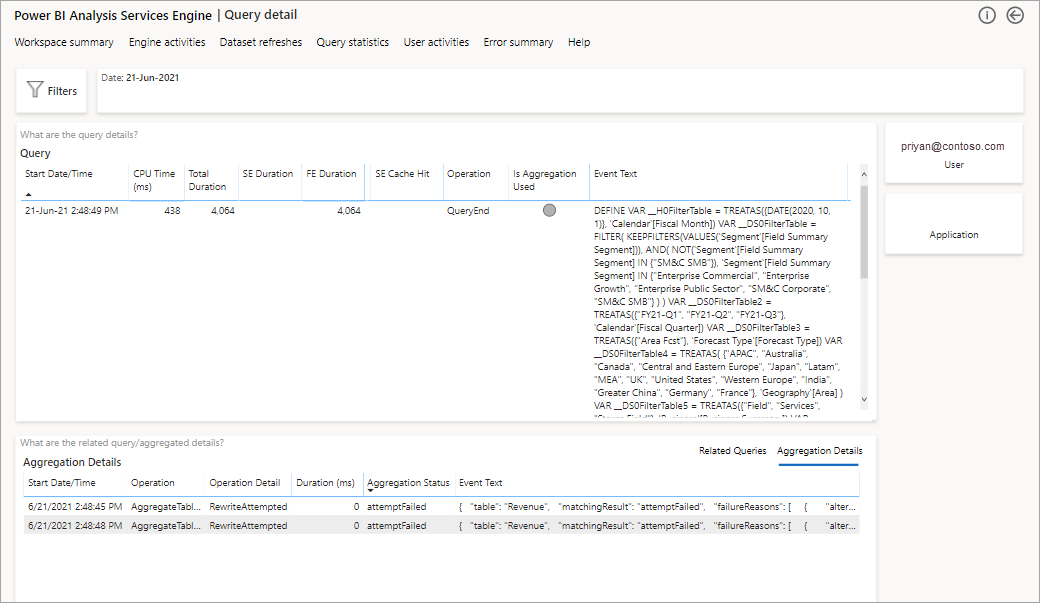 Power BI Analysis Services Engine | Query detail
Workspace summary Engine activities Dataset refreshes Query statistics User activities Error summary Help
Filters
Date: 21-Jun-2021
What are the query details?
Query
Start Date/Time CPU Time (ms) Total Duration SE Duration FE Duration SE Cache Hit Operation Is Aggregation Used Event Text
21-Jun-21 2:48:49 PM 438 4,064 4,064 QueryEnd
DEFINE VAR __H0FilterTable = TREATAS({DATE(2020, 10,
1)}, 'Calendar'[Fiscal Month]) VAR __DS0FilterTable =
FILTER( KEEPFILTERS(VALUES('Segment'[Field Summary
Segment])), AND( NOT('Segment'[Field Summary
Segment] IN {"SM&C SMB"}), 'Segment'[Field Summary
Segment] IN {"Enterprise Commercial", "Enterprise
Growth", "Enterprise Public Sector", "SM&C Corporate",
"SM&C SMB"} ) ) VAR __DS0FilterTable2 =
TREATAS({"FY21-Q1", "FY21-Q2", "FY21-Q3"},
'Calendar'[Fiscal Quarter]) VAR __DS0FilterTable3 =
TREATAS({"Area Fcst"}, 'Forecast Type'[Forecast Type]) VAR
__DS0FilterTable4 = TREATAS( {"APAC", "Australia",
"Canada", "Central and Eastern Europe", "Japan", "Latam",
"MEA", "UK", "United States", "Western Europe", "India",
"Greater China", "Germany", "France"}, 'Geography'[Area] )
VAR __DS0FilterTable5 = TREATAS({"Field", "Services",
priyan@contoso.com
User
Application
What are the related query/aggregated details?
Related Queries Aggregation Details
Aggregation Details
Start Date/Time Operation Operation Detail Duration (ms) Aggregation Status Event Text
6/21/2021 2:48:45 PM AggregateTabl... RewriteAttempted 0 attemptFailed { "table": "Revenue", "matchingResult": "attemptFailed", "failureReasons": [ { "alter...
6/21/2021 2:48:48 PM AggregateTabl... RewriteAttempted 0 attemptFailed { "table": "Revenue", "matchingResult": "attemptFailed", "failureReasons": [ { "alter...